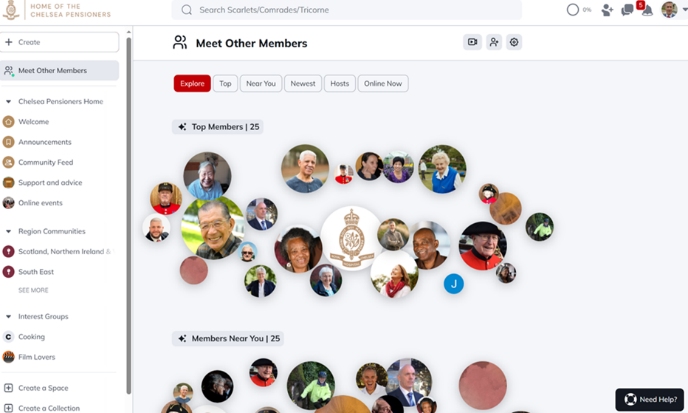 HOME OF THE
CHELSEA PENSIONERS
Search Scarlets/Comrades/Tricorne
0%
5
Create
Meet Other Members
Chelsea Pensioners Home
Welcome
Announcements
Community Feed
Support and advice
Online events
Region Communities
Scotland, Northern Ireland &
South East
SEE MORE
Interest Groups
C Cooking
Film Lovers
Create a Space
Create a Collection
Meet Other Members
Explore
Top
Near You
Newest
Hosts
Online Now
Top Members | 25
J
Members Near You | 25
Need Help?